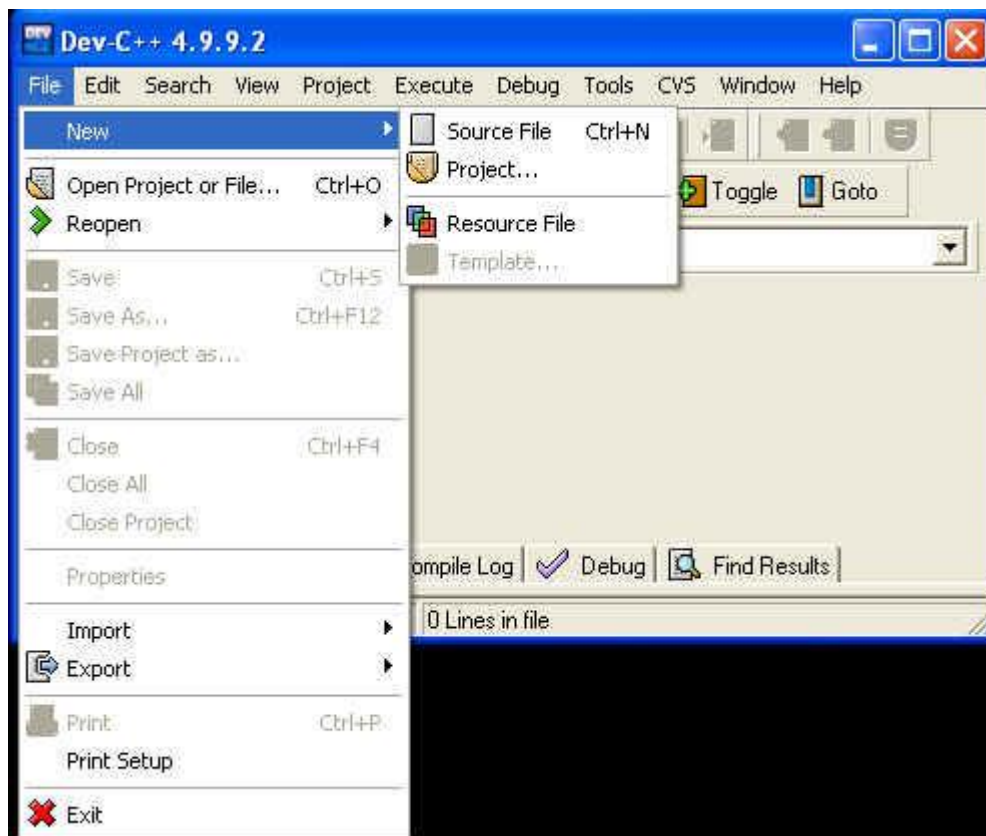 Dev-C++ 4.9.9.2
File Edit Search View Project Execute Debug Tools CVS Window Help
New
Source File Ctrl+N
Project...
Resource File
Template...
Toggle Goto
Open Project or File... Ctrl+O
Reopen
Save Ctrl+S
Save As... Ctrl+F12
Save Project as...
Save All
Close Ctrl+F4
Close All
Close Project
Properties
Import
Export
Print Ctrl+P
Print Setup
Exit
ompile Log Debug Find Results
0 Lines in file